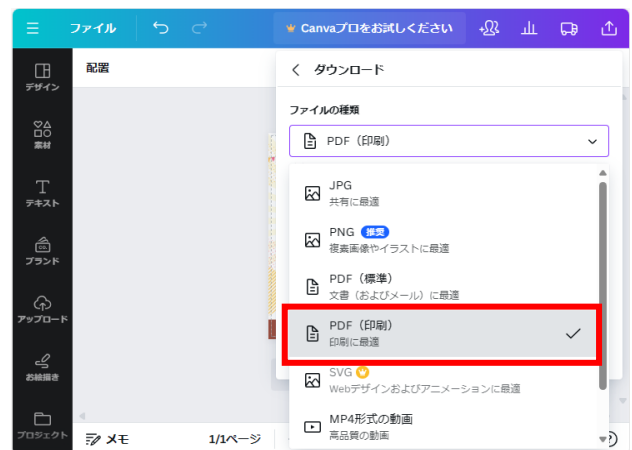 ファイル
Canvaプロをお試しください
デザイン
素材
テキスト
ブランド
アップロード
お絵描き
プロジェクト
配置
ダウンロード
ファイルの種類
PDF（印刷）
JPG
共有に最適
PNG 推奨
複雑画像やイラストに最適
PDF（標準）
文書（およびメール）に最適
PDF（印刷）
印刷に最適
SVG
Webデザインおよびアニメーションに最適
MP4形式の動画
高品質の動画
メモ
1/1ページ